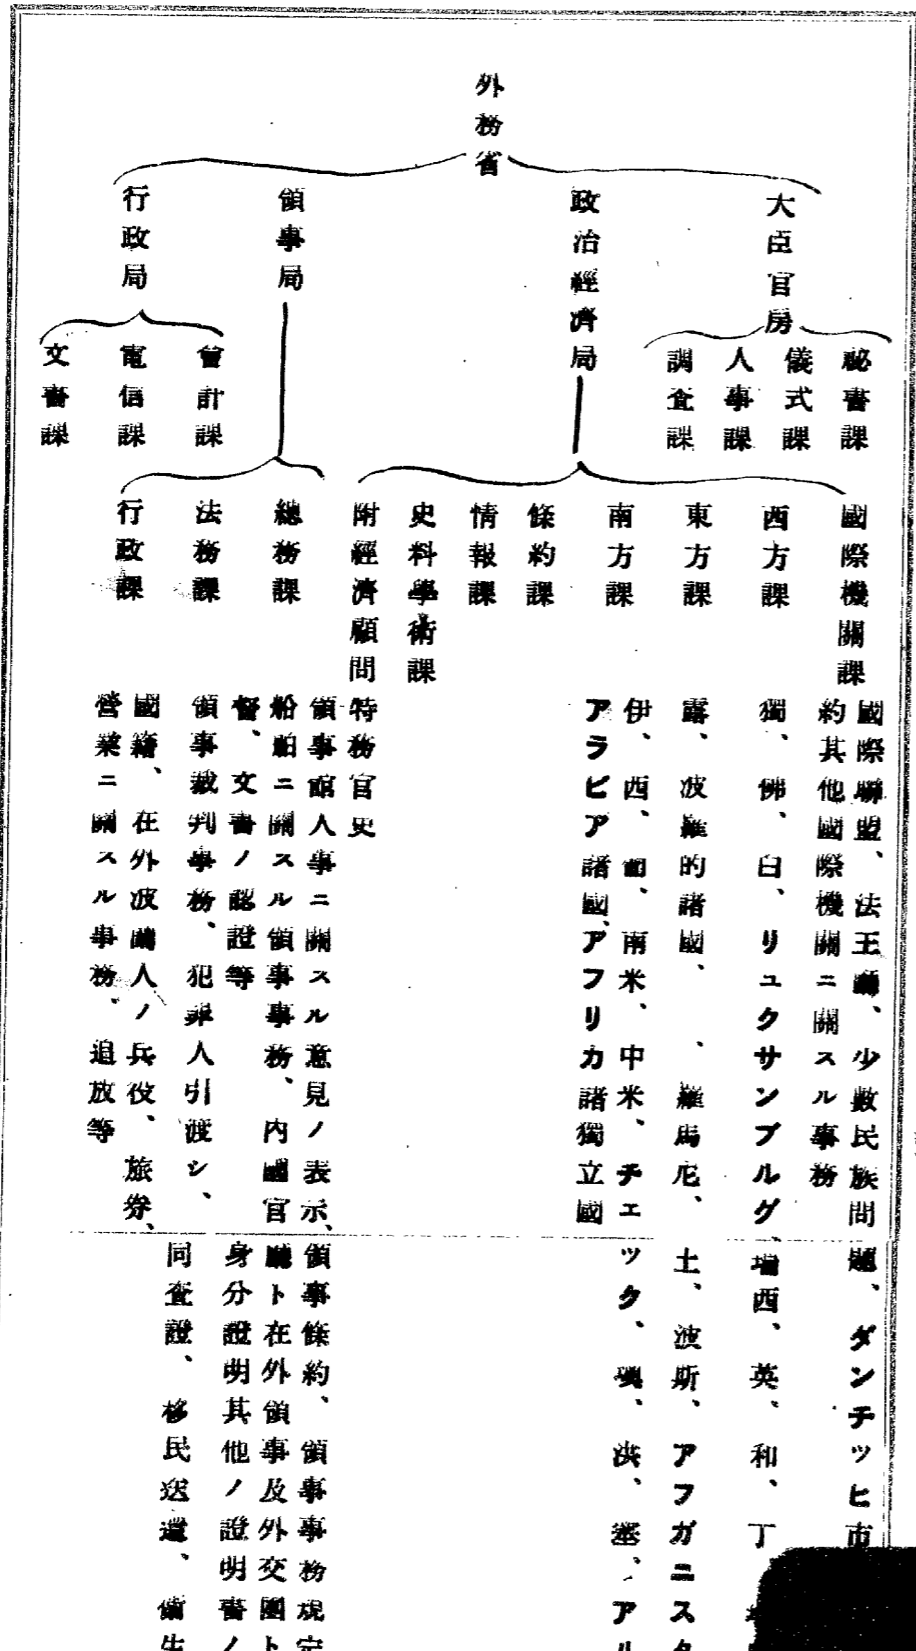 外務省
大臣官房
秘書課
儀式課
人事課
調査課
政治經濟局
國際機關課
國際聯盟、法王廳、少數民族問題、ダンチッヒ市
約其他國際機關ニ關スル事務
西方課
獨、佛、白、リュクサンブルグ、瑞西、英、和、丁
東方課
露、波羅的諸國、、羅馬尼、土、波斯、アフガニスタ
南方課
伊、西、葡、南米、中米、チェック、墺、洪、塞、アル
アラビア諸國、アフリカ諸獨立國
條約課
情報課
史料學術課
附經濟顧問
特務官吏
領事局
總務課
領事館人事ニ關スル意見ノ表示、領事條約、領事事務規定
船舶ニ關スル領事事務、內國官廳ト在外領事及外交團ト
督、文書ノ認證等
身分證明其他ノ證明書ノ
法務課
領事裁判事務、犯罪人引渡シ、
行政課
國籍、在外波蘭人ノ兵役、旅券、同査證、移民送還、衞生
營業ニ關スル事務、追放等
行政局
會計課
電信課
文書課